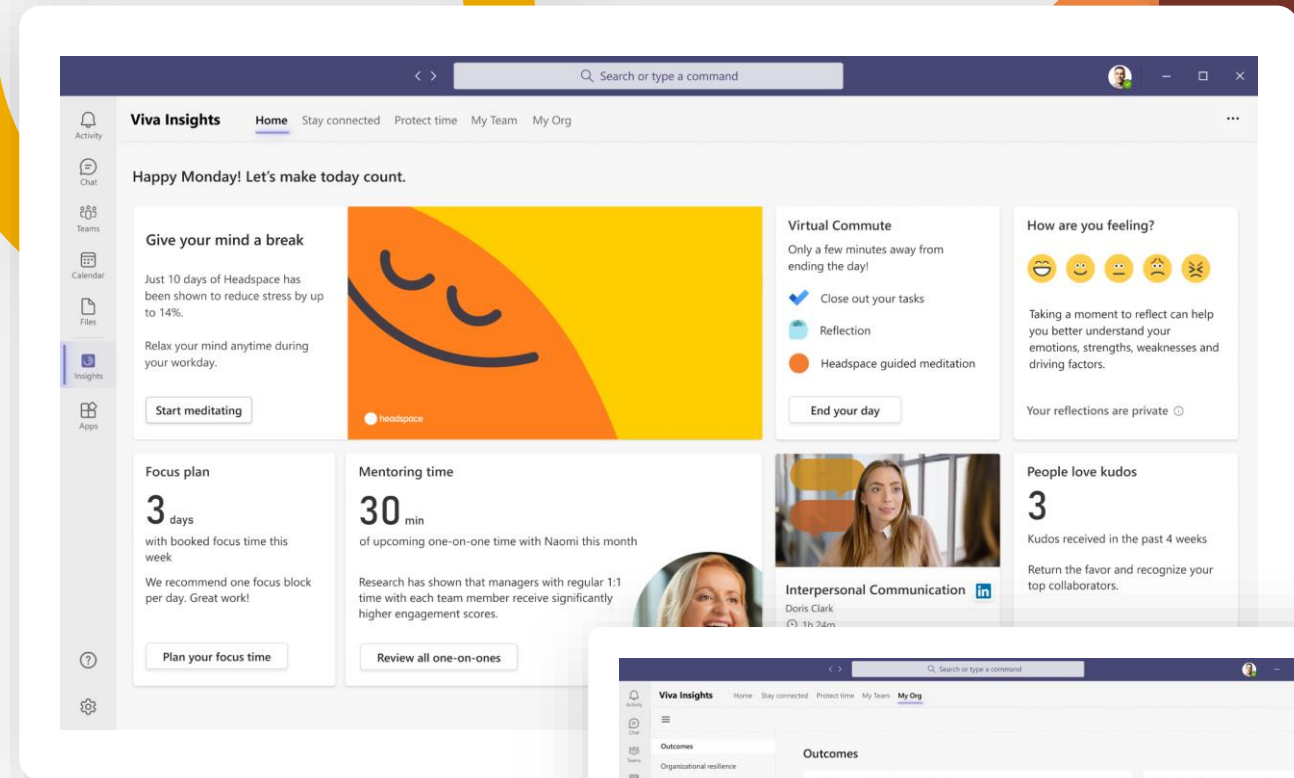 Search or type a command
Activity
Viva Insights Home Stay connected Protect time My Team My Org
Chat
Teams
Calendar
Files
Insights
Apps
Happy Monday! Let's make today count.
Give your mind a break
Just 10 days of Headspace has
been shown to reduce stress by up
to 14%.
Relax your mind anytime during
your workday.
Start meditating
headspace
Virtual Commute
Only a few minutes away from
ending the day!
Close out your tasks
Reflection
Headspace guided meditation
End your day
How are you feeling?
Taking a moment to reflect can help
you better understand your
emotions, strengths, weaknesses and
driving factors.
Your reflections are private
Focus plan
3 days
with booked focus time this
week
We recommend one focus block
per day. Great work!
Plan your focus time
Mentoring time
30 min
of upcoming one-on-one time with Naomi this month
Research has shown that managers with regular 1:1
time with each team member receive significantly
higher engagement scores.
Review all one-on-ones
Interpersonal Communication in
Doris Clark
1h 24m
People love kudos
3
Kudos received in the past 4 weeks
Return the favor and recognize your
top collaborators.
Search or type a command
Activity
Viva Insights Home Stay connected Protect time My Team My Org
Chat
Teams
Outcomes
Organizational resilience
Outcomes